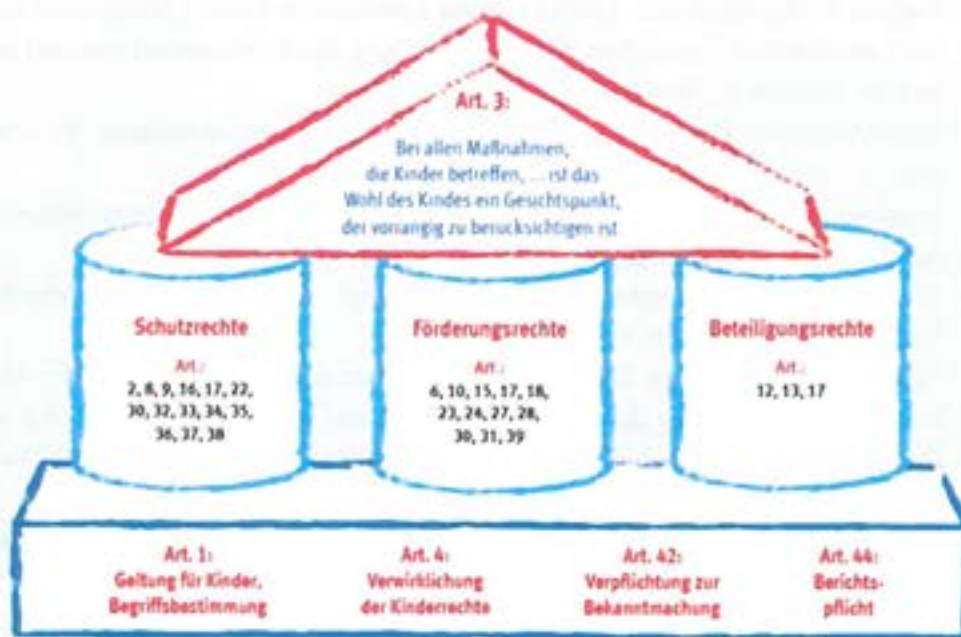 Art. 3:
Bei allen Maßnahmen,
die Kinder betreffen, ... ist das
Wohl des Kindes ein Gesichtspunkt,
der vorrangig zu berücksichtigen ist
Schutzrechte
Art.:
2, 8, 9, 16, 17, 22,
30, 32, 33, 34, 35,
36, 37, 38
Förderungsrechte
Art.:
6, 10, 15, 17, 18,
23, 24, 27, 28,
30, 31, 39
Beteiligungsrechte
Art.:
12, 13, 17
Art. 1:
Geltung für Kinder,
Begriffsbestimmung
Art. 4:
Verwirklichung
der Kinderrechte
Art. 42:
Verpflichtung zur
Bekanntmachung
Art. 44:
Berichts-
pflicht